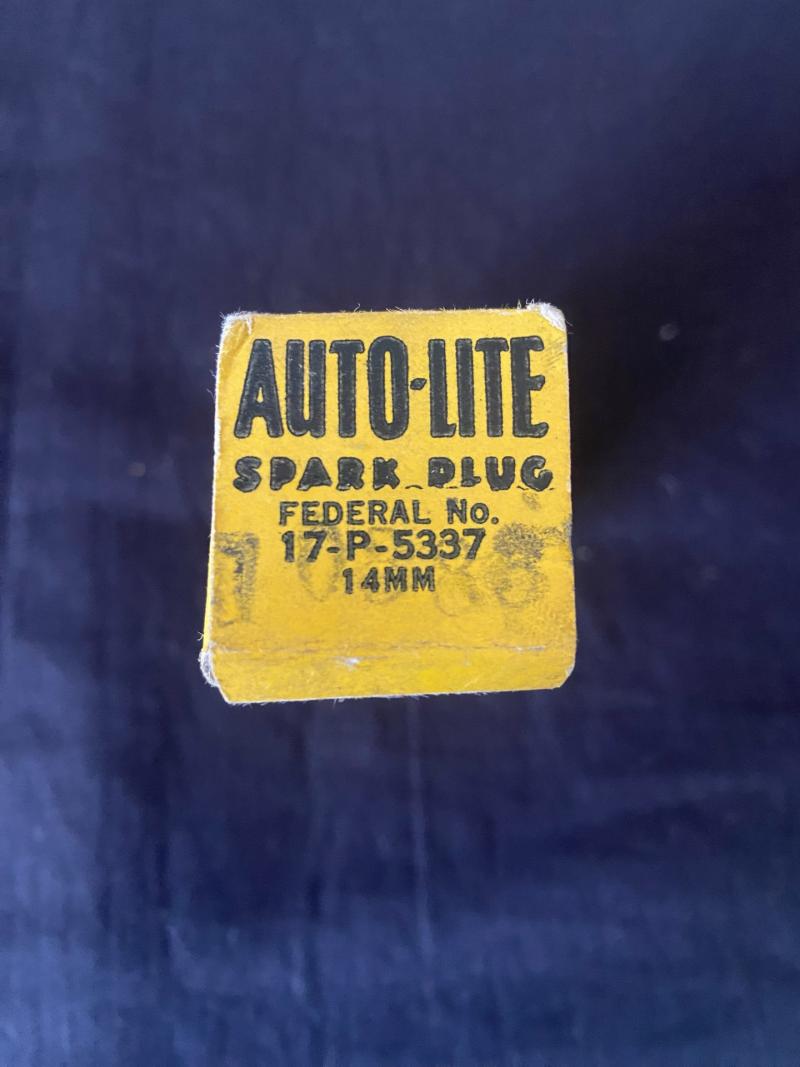 AUTO-LITE
SPARK PLUG
FEDERAL No.
17-P-5337
14MM